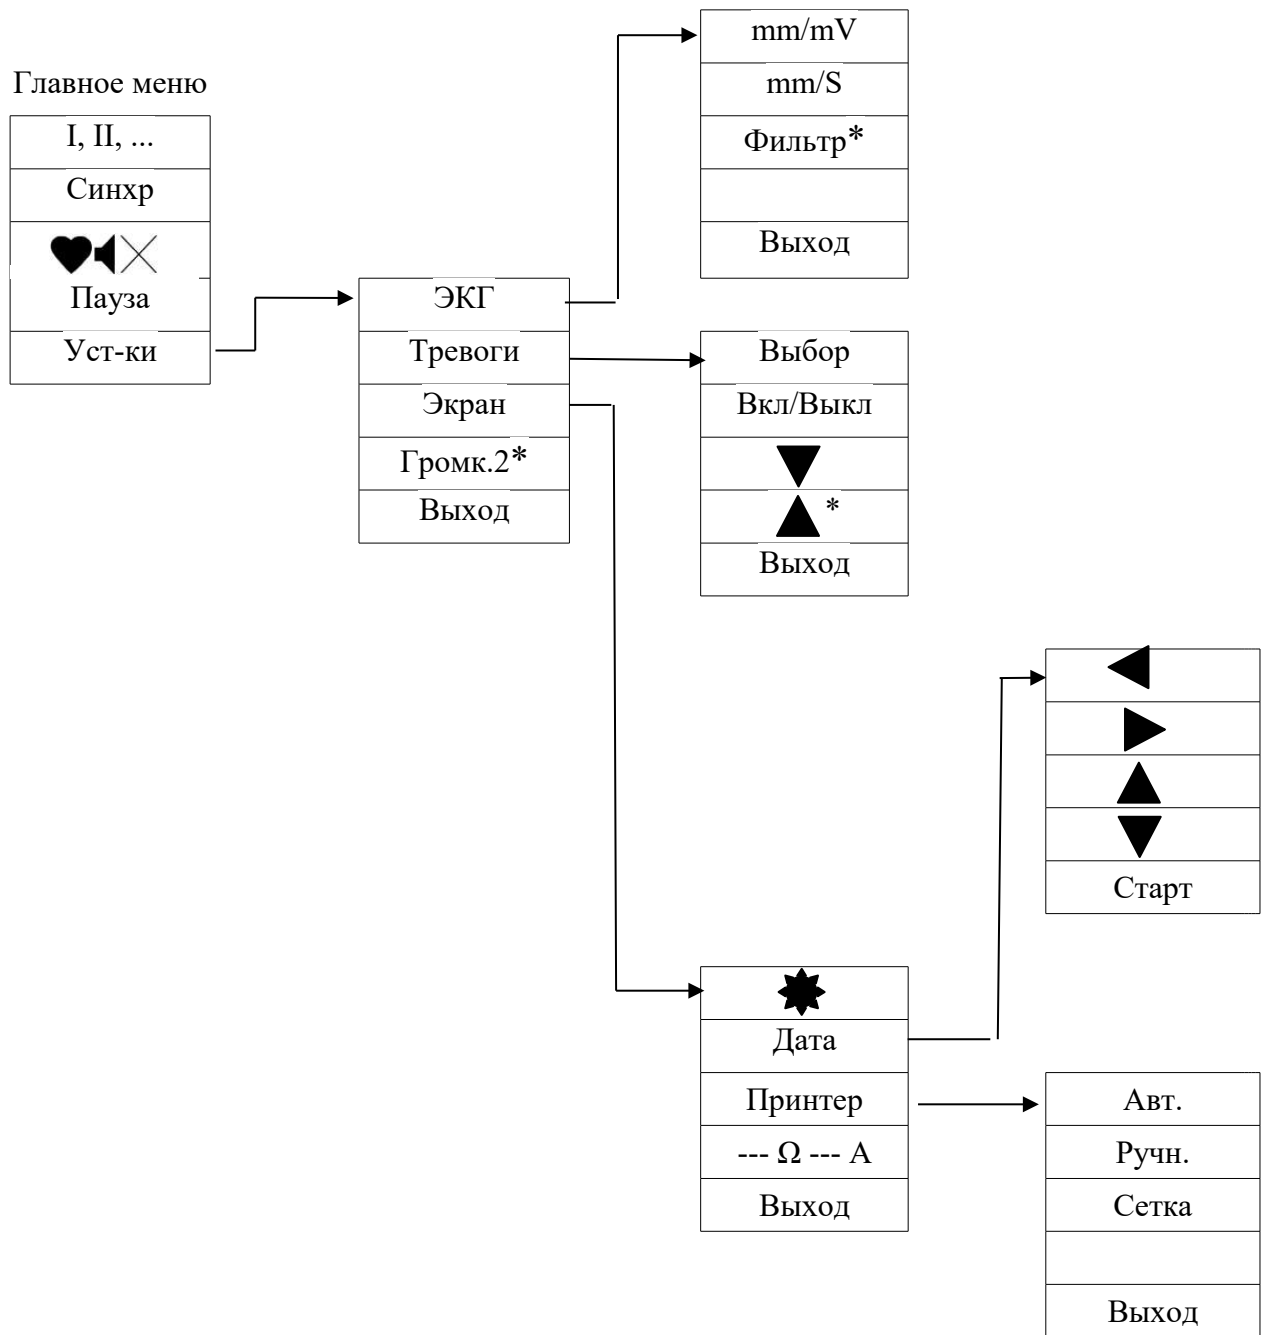 Главное меню
I, II, ...
Синхр
Пауза
Уст-ки
ЭКГ
Тревоги
Экран
Громк.2*
Выход
mm/mV
mm/S
Фильтр*
Выход
Выбор
Вкл/Выкл
*
Выход
Дата
Принтер
--- Ω --- А
Выход
Старт
Авт.
Ручн.
Сетка
Выход